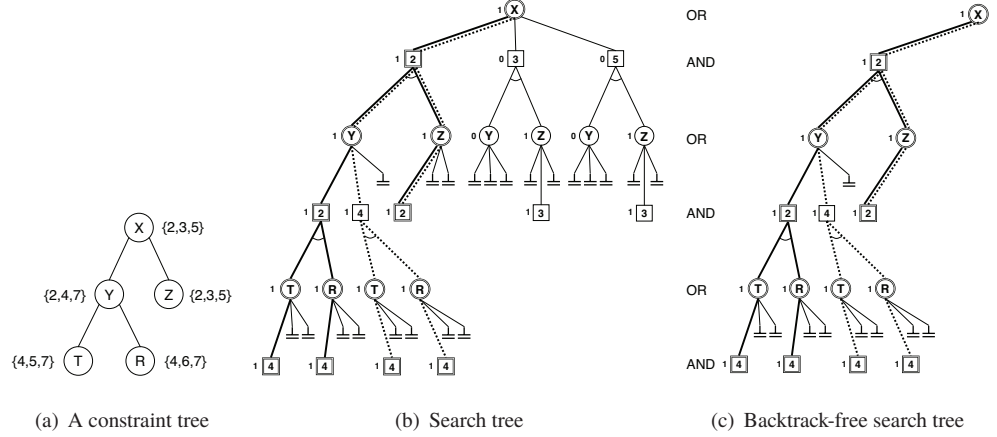 1 X
OR
1 X
1 2
0 3
0 5
AND
1 2
1 Y
1 Z
0 Y
1 Z
0 Y
1 Z
OR
1 Y
1 Z
1 2
1 4
1 2
1 3
1 3
AND
1 2
1 4
1 2
X {2,3,5}
{2,4,7} Y
Z {2,3,5}
1 T
1 R
1 T
1 R
OR
1 T
1 R
1 T
1 R
{4,5,7} T
R {4,6,7}
1 4
1 4
1 4
1 4
AND
1 4
1 4
1 4
1 4
(a) A constraint tree
(b) Search tree
(c) Backtrack-free search tree